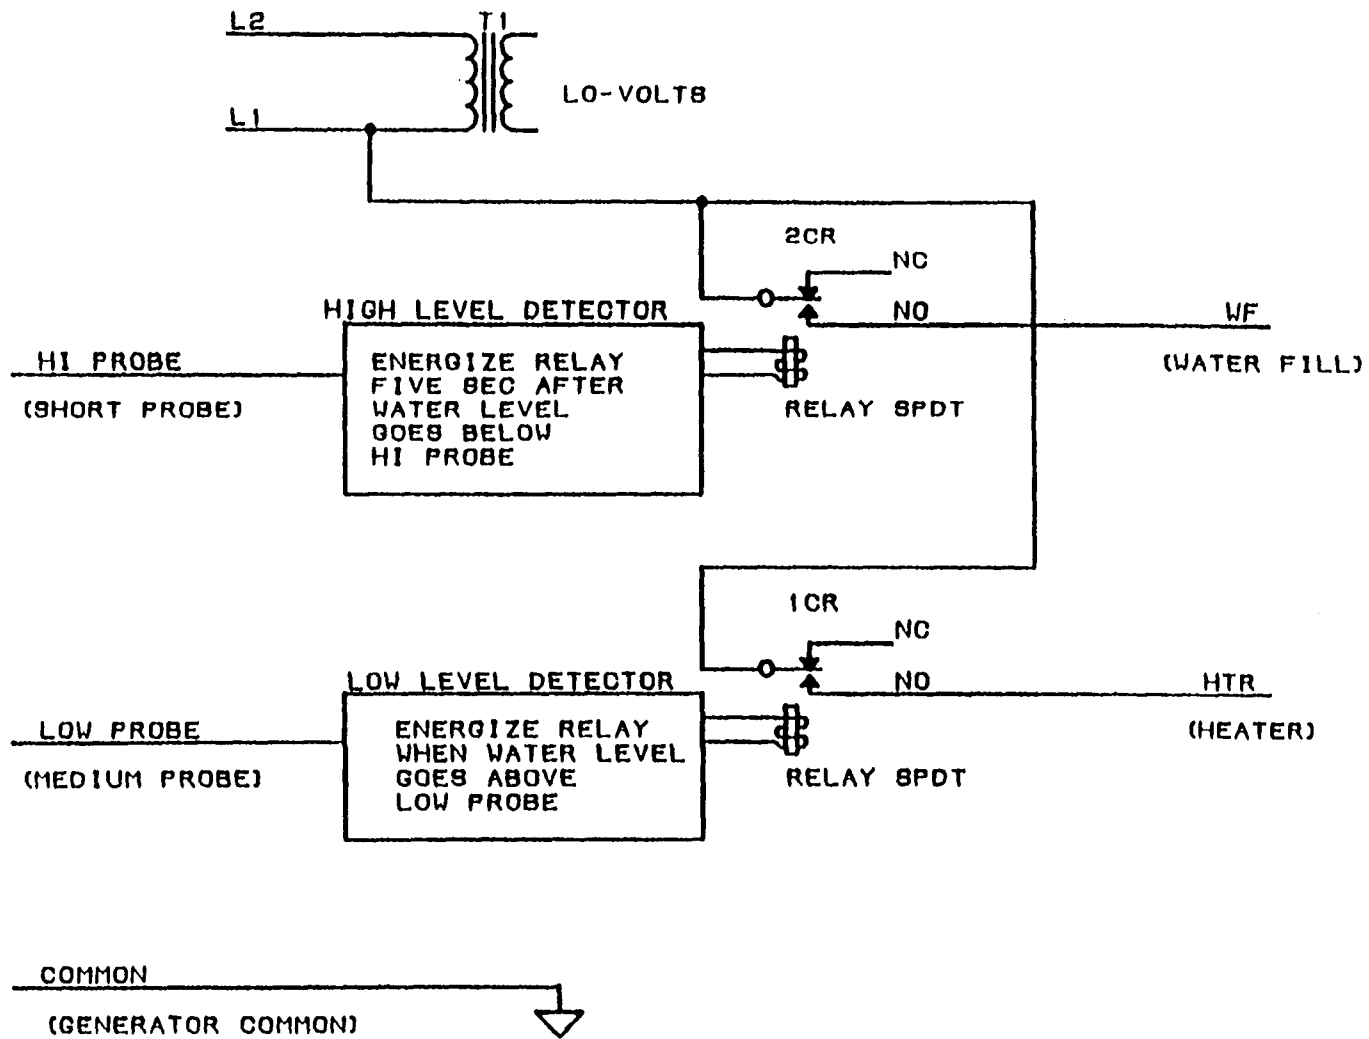 L2
T1
LO-VOLTS
L1
2CR
NC
HIGH LEVEL DETECTOR
NO
WF
HI PROBE
(WATER FILL)
ENERGIZE RELAY
FIVE SEC AFTER
WATER LEVEL
GOES BELOW
HI PROBE
(SHORT PROBE)
RELAY SPDT
1CR
NC
LOW LEVEL DETECTOR
NO
HTR
LOW PROBE
(HEATER)
ENERGIZE RELAY
WHEN WATER LEVEL
GOES ABOVE
LOW PROBE
(MEDIUM PROBE)
RELAY SPDT
COMMON
(GENERATOR COMMON)